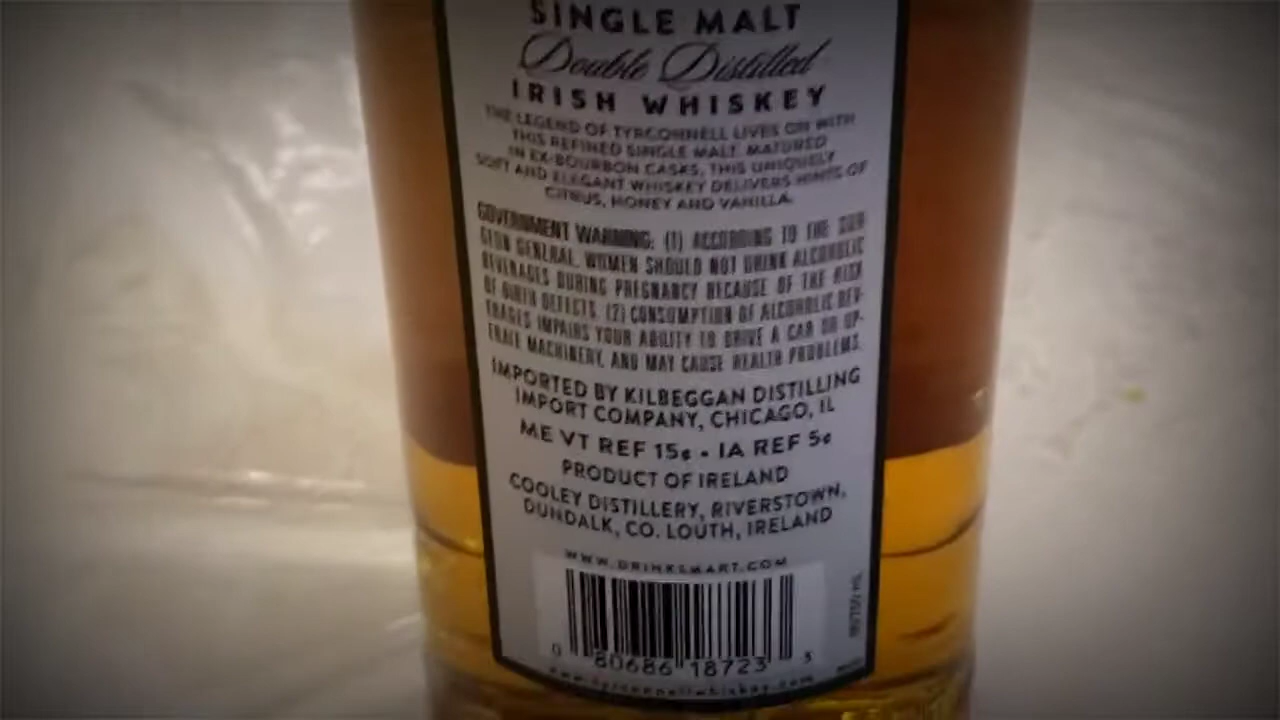 SINGLE MALT
Double Distilled
IRISH WHISKEY
THE LEGEND OF TYRCONNELL LIVES ON WITH
THIS REFINED SINGLE MALT. MATURED
IN EX-BOURBON CASKS, THIS UNIQUELY
SOFT AND ELEGANT WHISKEY DELIVERS HINTS OF
CITRUS, HONEY AND VANILLA.
GOVERNMENT WARNING: (1) ACCORDING TO THE SUR-
GEON GENERAL, WOMEN SHOULD NOT DRINK ALCOHOLIC
BEVERAGES DURING PREGNANCY BECAUSE OF THE RISK
OF BIRTH DEFECTS. (2) CONSUMPTION OF ALCOHOLIC BEV-
ERAGES IMPAIRS YOUR ABILITY TO DRIVE A CAR OR OP-
ERATE MACHINERY, AND MAY CAUSE HEALTH PROBLEMS.
IMPORTED BY KILBEGGAN DISTILLING
IMPORT COMPANY, CHICAGO, IL
ME VT REF 15¢ • IA REF 5¢
PRODUCT OF IRELAND
COOLEY DISTILLERY, RIVERSTOWN,
DUNDALK, CO. LOUTH, IRELAND
WWW.DRINKSMART.COM
0 80686 18723 3
www.tyrconnellwhiskey.com